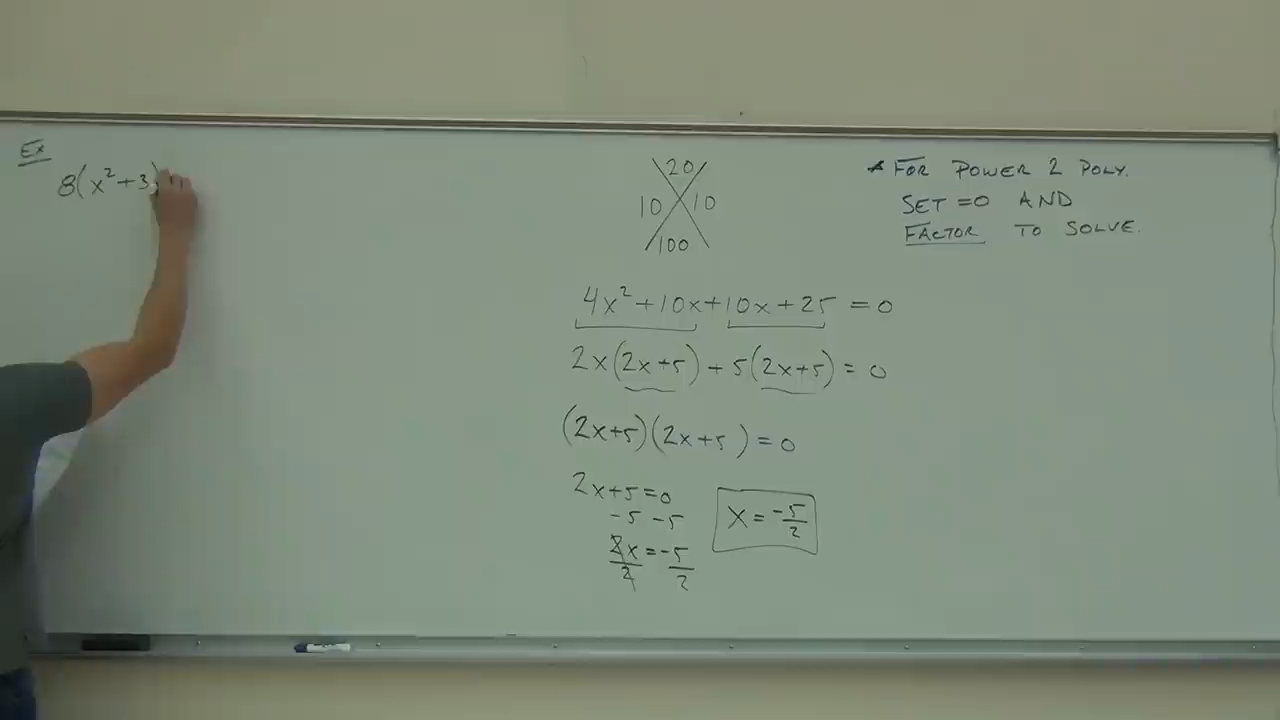 Ex
8(x² + 3)
20
10 10
100
4x² + 10x + 10x + 25 = 0
2x(2x+5) + 5(2x+5) = 0
(2x+5)(2x+5) = 0
2x+5=0
-5 -5
2x = -5
2 2
x = -5/2
* FOR POWER 2 POLY.
SET =0 AND
FACTOR TO SOLVE.